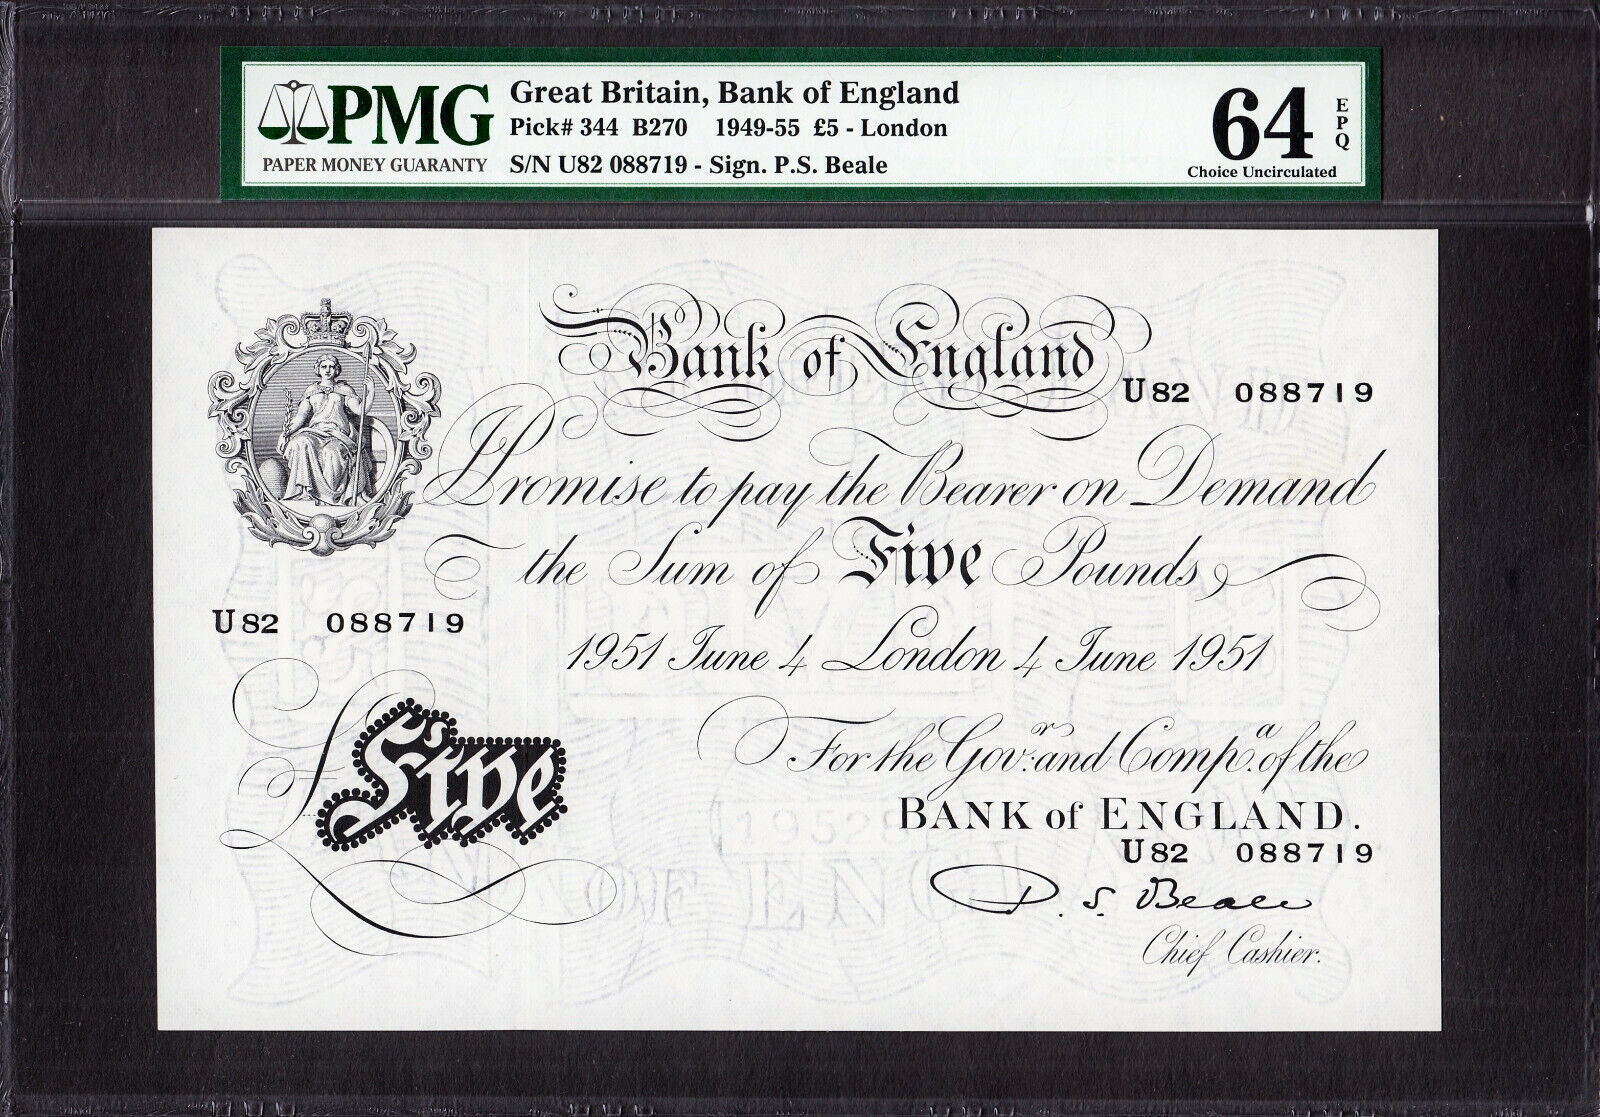 PMG
PAPER MONEY GUARANTY
Great Britain, Bank of England
Pick# 344 B270 1949-55 £5 - London
S/N U82 088719 - Sign. P.S. Beale
64
EPQ
Choice Uncirculated
Bank of England
U82 088719
I Promise to pay the Bearer on Demand
the Sum of Five Pounds,
U82 088719
1951 June 4 London 4 June 1951
£Five
For the Gov.r and Comp.a of the
BANK of ENGLAND.
U82 088719
P. S. Beale
Chief Cashier.